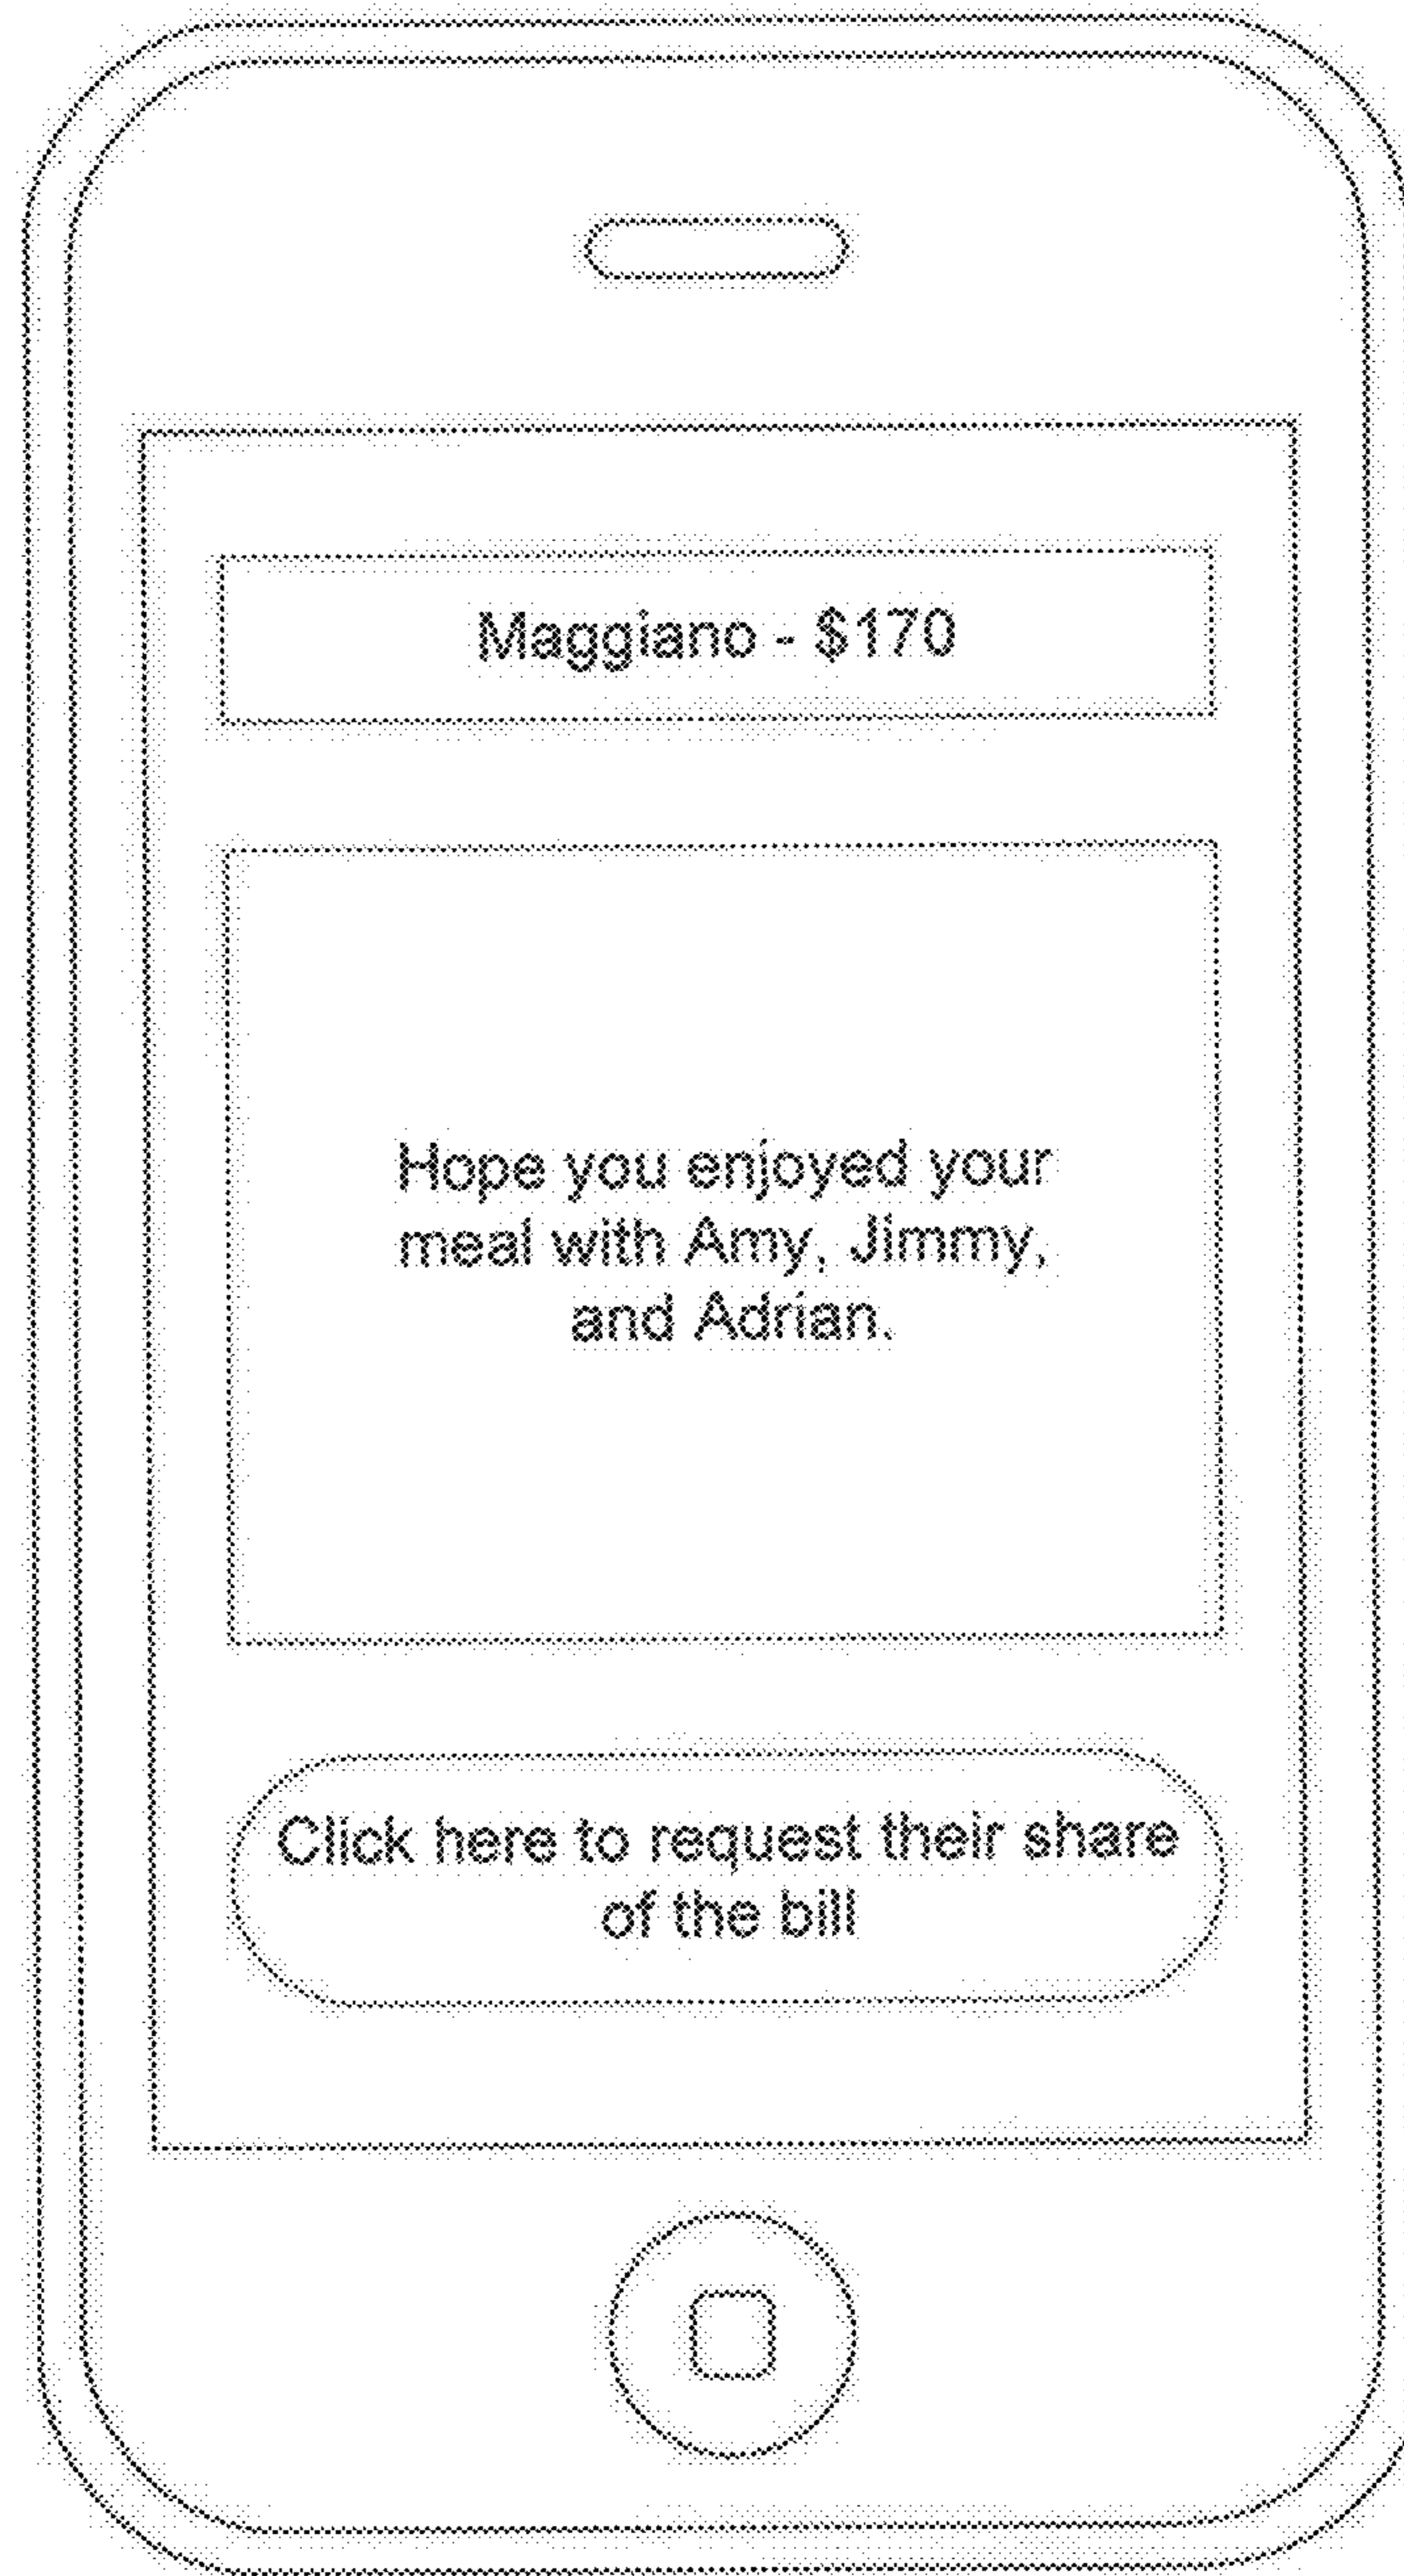 Maggiano - $170
Hope you enjoyed your
meal with Amy, Jimmy,
and Adrian.
Click here to request their share
of the bill